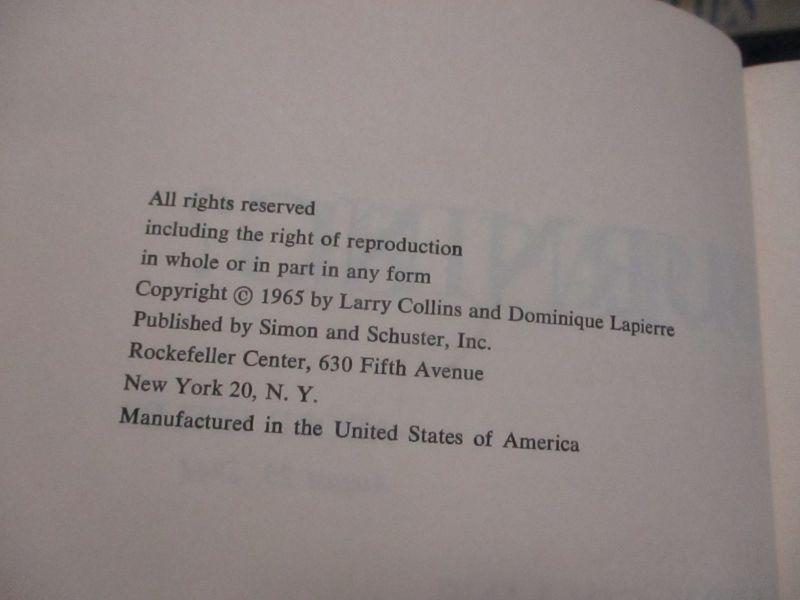 All rights reserved
including the right of reproduction
in whole or in part in any form
Copyright © 1965 by Larry Collins and Dominique Lapierre
Published by Simon and Schuster, Inc.
Rockefeller Center, 630 Fifth Avenue
New York 20, N. Y.
Manufactured in the United States of America